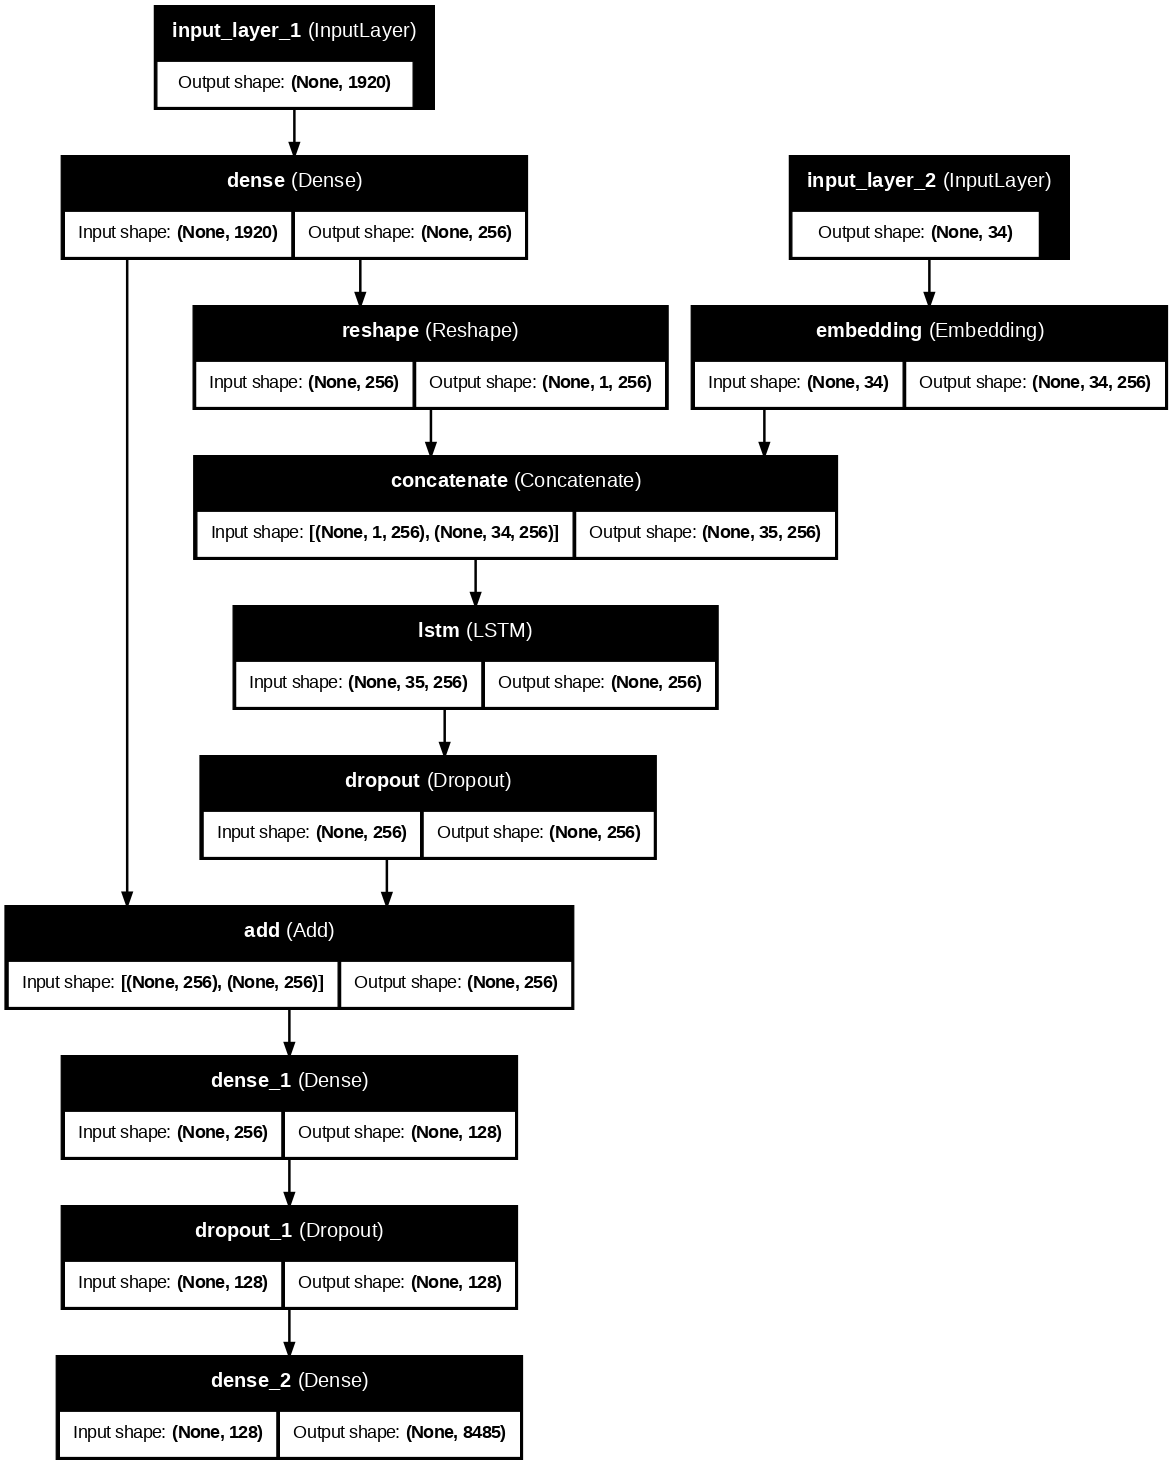 input_layer_1 (InputLayer)
Output shape: (None, 1920)
dense (Dense)
Input shape: (None, 1920) Output shape: (None, 256)
input_layer_2 (InputLayer)
Output shape: (None, 34)
reshape (Reshape)
Input shape: (None, 256) Output shape: (None, 1, 256)
embedding (Embedding)
Input shape: (None, 34) Output shape: (None, 34, 256)
concatenate (Concatenate)
Input shape: [(None, 1, 256), (None, 34, 256)] Output shape: (None, 35, 256)
lstm (LSTM)
Input shape: (None, 35, 256) Output shape: (None, 256)
dropout (Dropout)
Input shape: (None, 256) Output shape: (None, 256)
add (Add)
Input shape: [(None, 256), (None, 256)] Output shape: (None, 256)
dense_1 (Dense)
Input shape: (None, 256) Output shape: (None, 128)
dropout_1 (Dropout)
Input shape: (None, 128) Output shape: (None, 128)
dense_2 (Dense)
Input shape: (None, 128) Output shape: (None, 8485)